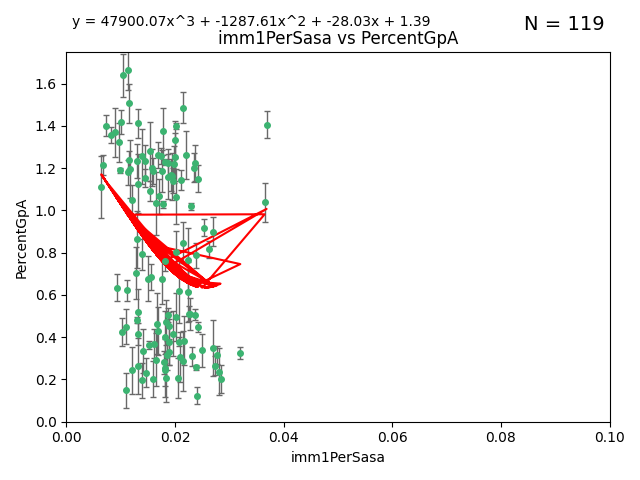 y = 47900.07x^3 + -1287.61x^2 + -28.03x + 1.39
N = 119
imm1PerSasa vs PercentGpA
PercentGpA
1.6
1.4
1.2
1.0
0.8
0.6
0.4
0.2
0.0
0.00 0.02 0.04 0.06 0.08 0.10
imm1PerSasa